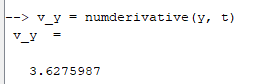 --> v_y = numderivative(y, t)
v_y  =
3.6275987